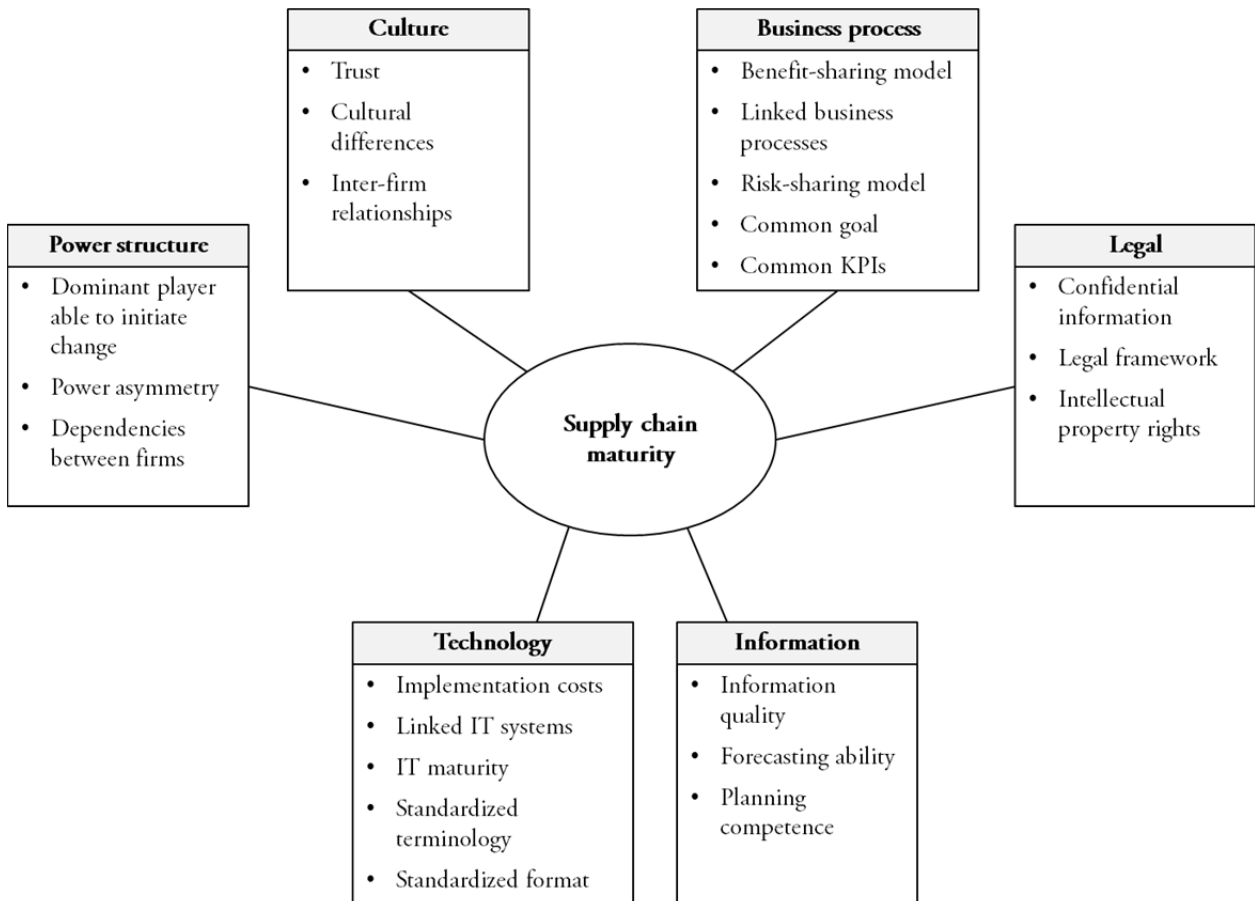 Culture
• Trust
• Cultural
differences
• Inter-firm
relationships
Business process
• Benefit-sharing model
• Linked business
processes
• Risk-sharing model
• Common goal
• Common KPIs
Power structure
• Dominant player
able to initiate
change
• Power asymmetry
• Dependencies
between firms
Legal
• Confidential
information
• Legal framework
• Intellectual
property rights
Supply chain
maturity
Technology
• Implementation costs
• Linked IT systems
• IT maturity
• Standardized
terminology
• Standardized format
Information
• Information
quality
• Forecasting ability
• Planning
competence